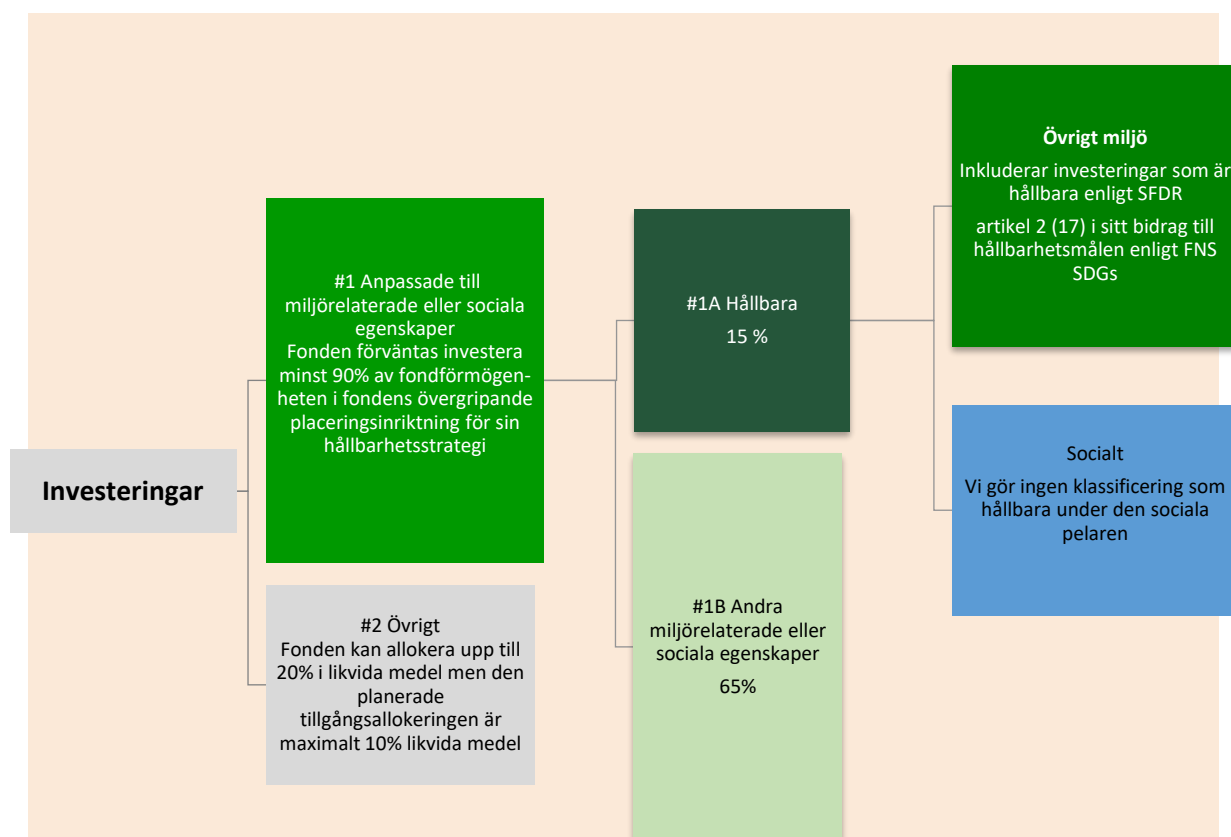 Investeringar
#1 Anpassade till
miljörelaterade eller sociala
egenskaper
Fonden förväntas investera
minst 90% av fondförmögen-
heten i fondens övergripande
placeringsinriktning för sin
hållbarhetsstrategi
#2 Övrigt
Fonden kan allokera upp till
20% i likvida medel men den
planerade
tillgångsallokeringen är
maximalt 10% likvida medel
#1A Hållbara
15 %
#1B Andra
miljörelaterade eller
sociala egenskaper
65%
Övrigt miljö
Inkluderar investeringar som är
hållbara enligt SFDR
artikel 2 (17) i sitt bidrag till
hållbarhetsmålen enligt FNS
SDGs
Socialt
Vi gör ingen klassificering som
hållbara under den sociala
pelaren